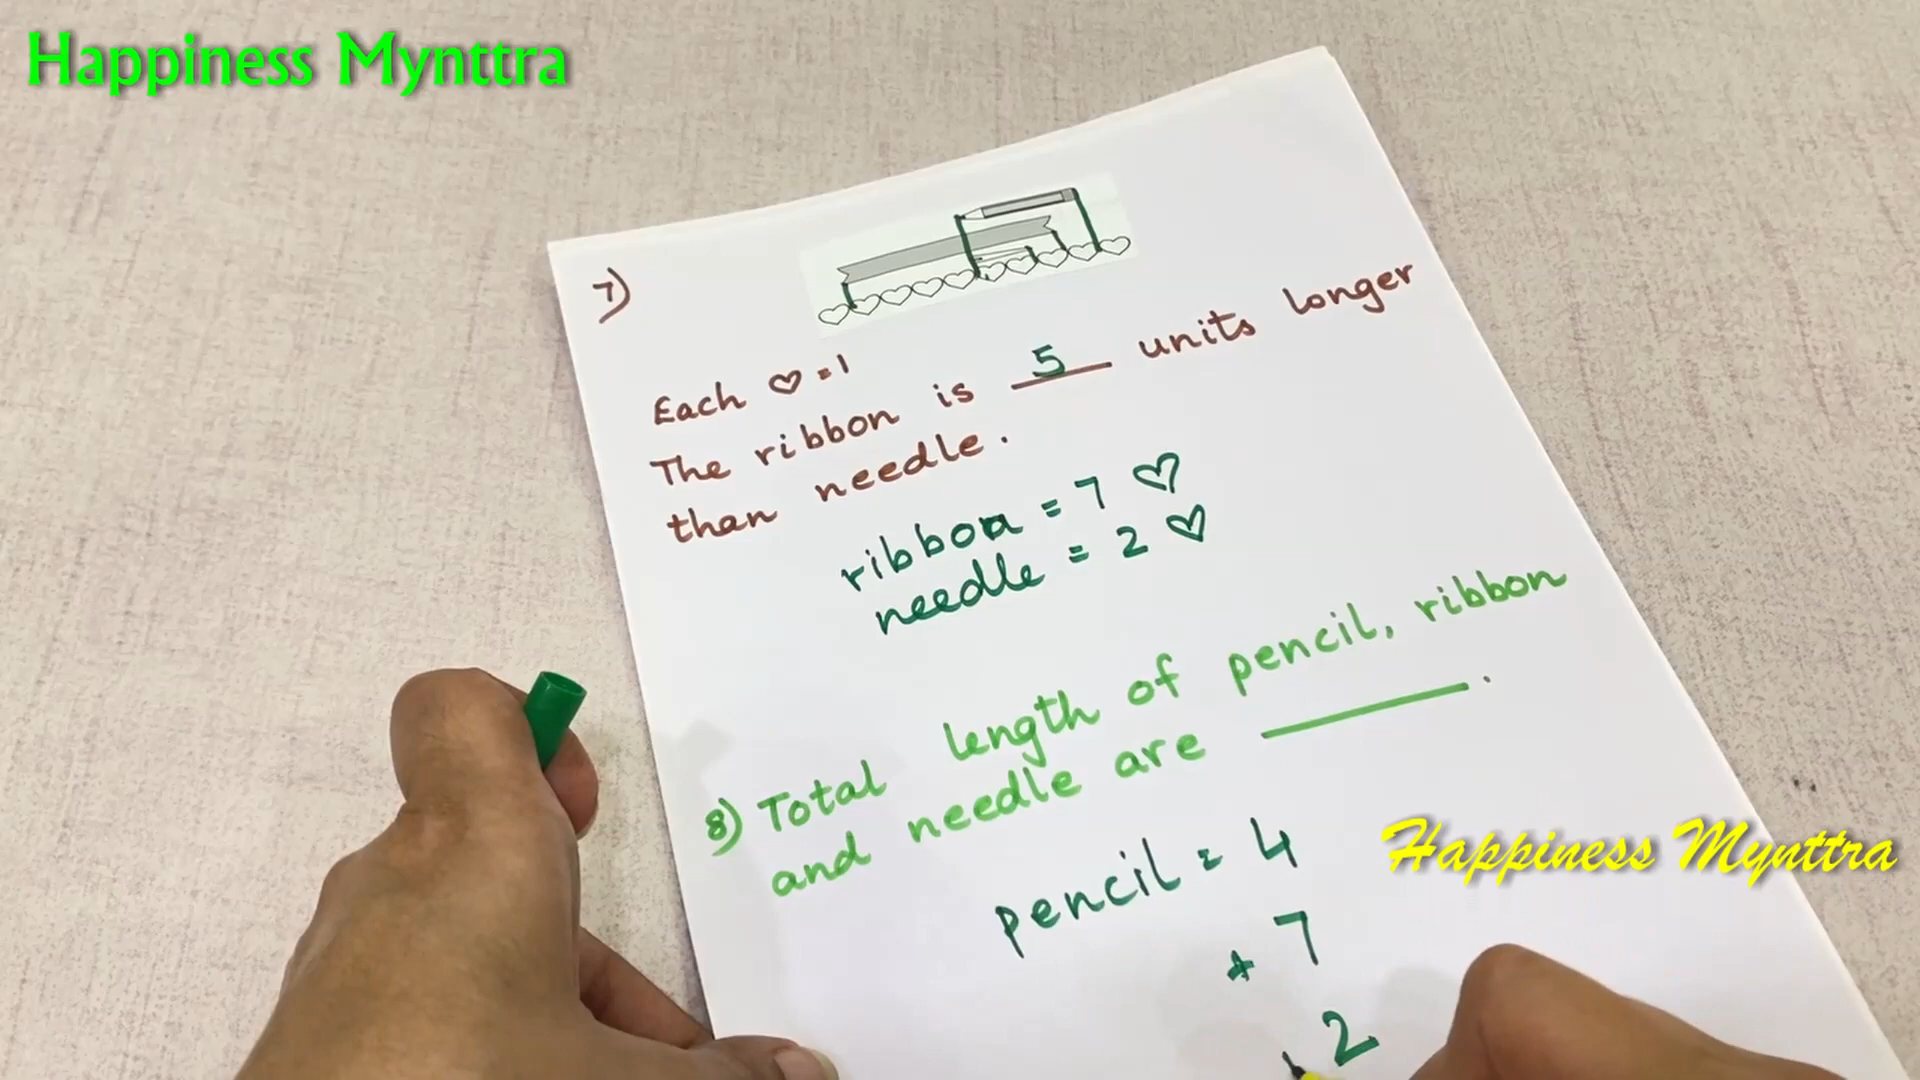 Happiness Mynttra
7)
Each ♡ = 1
The ribbon is 5 units longer
than needle.
ribbon = 7 ♡
needle = 2 ♡
8) Total length of pencil, ribbon
and needle are ______.
pencil = 4
+ 7
2
Happiness Mynttra